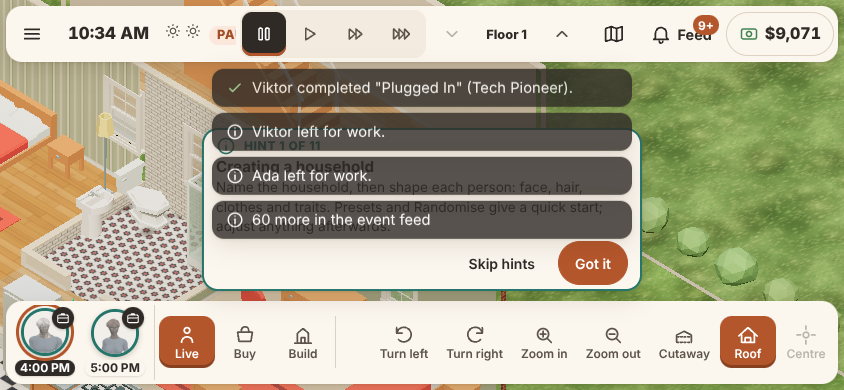 10:34 AM
PA
Floor 1
Feed
9+
$9,071
Viktor completed "Plugged In" (Tech Pioneer).
Viktor left for work.
HINT 1 OF 11
Creating a household
Ada left for work.
Name the household, then shape each person: face, hair,
clothes and traits. Presets and Randomise give a quick start;
60 more in the event feed
adjust anything afterwards.
Skip hints
Got it
4:00 PM
5:00 PM
Live
Buy
Build
Turn left
Turn right
Zoom in
Zoom out
Cutaway
Roof
Centre